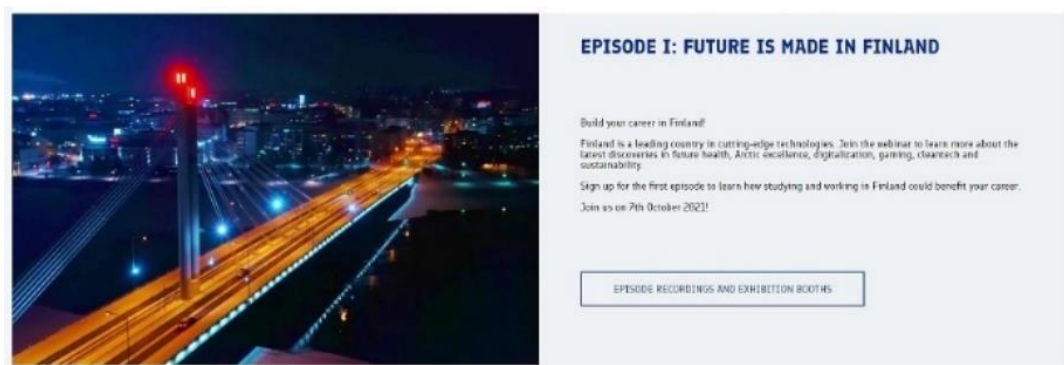 EPISODE I: FUTURE IS MADE IN FINLAND
Build your career in Finland!
Finland is a leading country in cutting-edge technologies. Join the webinar to learn more about the
latest discoveries in future health, Arctic excellence, digitalization, gaming, cleantech and
sustainability.
Sign up for the first episode to learn how studying and working in Finland could benefit your career.
Join us on 7th October 2021!
EPISODE RECORDINGS AND EXHIBITION BOOTHS